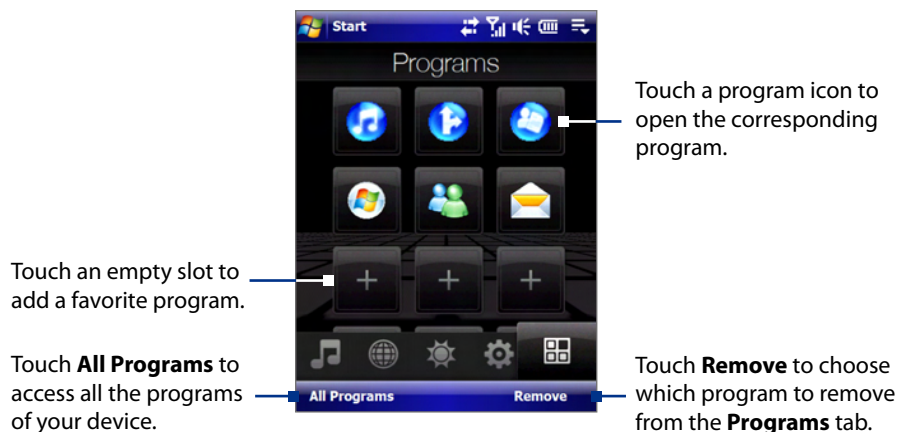 Start
Programs
Touch a program icon to
open the corresponding
program.
Touch an empty slot to
add a favorite program.
Touch All Programs to
access all the programs
of your device.
All Programs
Remove
Touch Remove to choose
which program to remove
from the Programs tab.